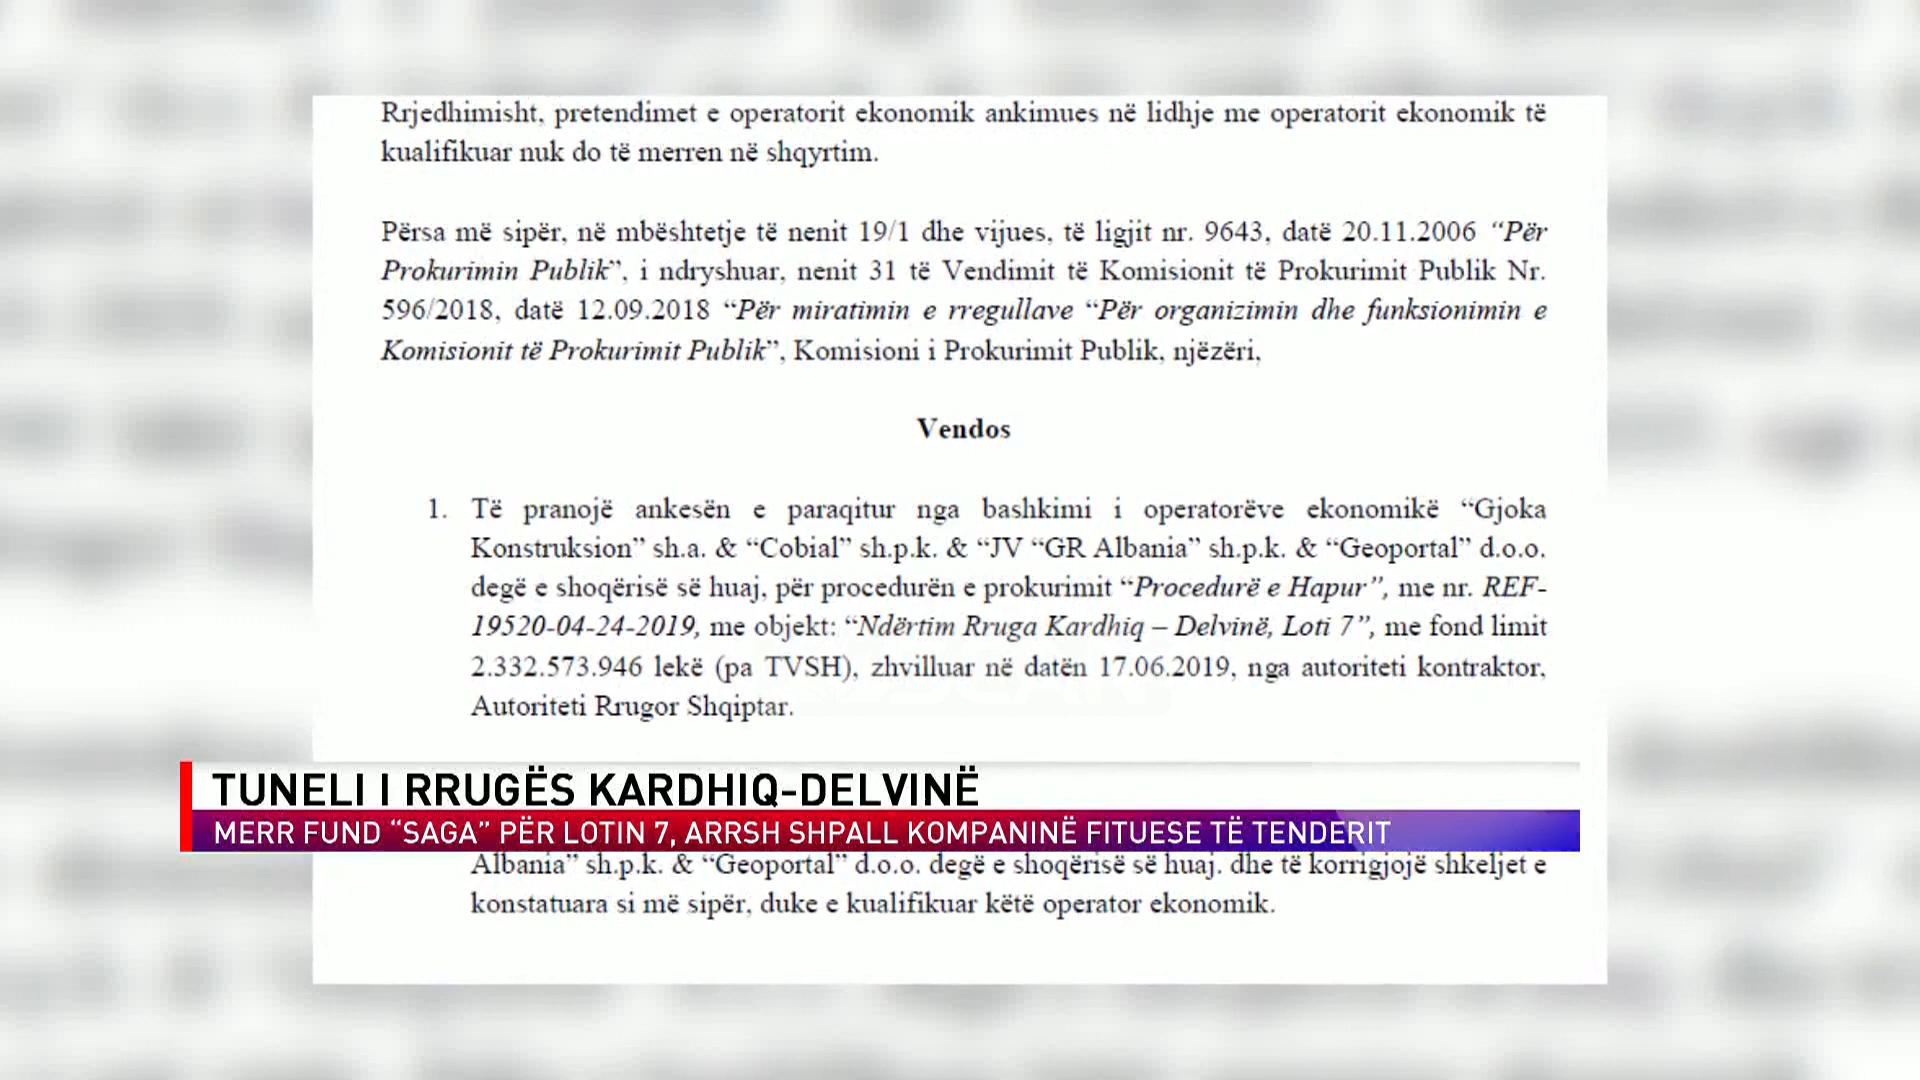 Rrjedhimisht, pretendimet e operatorit ekonomik ankimues në lidhje me operatorit ekonomik të
kualifikuar nuk do të merren në shqyrtim.
Përsa më sipër, në mbështetje të nenit 19/1 dhe vijues, të ligjit nr. 9643, datë 20.11.2006 “Për
Prokurimin Publik”, i ndryshuar, nenit 31 të Vendimit të Komisionit të Prokurimit Publik Nr.
596/2018, datë 12.09.2018 “Për miratimin e rregullave “Për organizimin dhe funksionimin e
Komisionit të Prokurimit Publik”, Komisioni i Prokurimit Publik, njëzëri,
Vendos
1. Të pranojë ankesën e paraqitur nga bashkimi i operatorëve ekonomikë “Gjoka
Konstruksion” sh.a. & “Cobial” sh.p.k. & “JV “GR Albania” sh.p.k. & “Geoportal” d.o.o.
degë e shoqërisë së huaj, për procedurën e prokurimit “Procedurë e Hapur”, me nr. REF-
19520-04-24-2019, me objekt: “Ndërtim Rruga Kardhiq – Delvinë, Loti 7”, me fond limit
2.332.573.946 lekë (pa TVSH), zhvilluar në datën 17.06.2019, nga autoriteti kontraktor,
Autoriteti Rrugor Shqiptar.
TUNELI I RRUGËS KARDHIQ-DELVINË
MERR FUND “SAGA” PËR LOTIN 7, ARRSH SHPALL KOMPANINË FITUESE TË TENDERIT
Albania” sh.p.k. & “Geoportal” d.o.o. degë e shoqërisë së huaj. dhe të korrigjojë shkeljet e
konstatuara si më sipër, duke e kualifikuar këtë operator ekonomik.